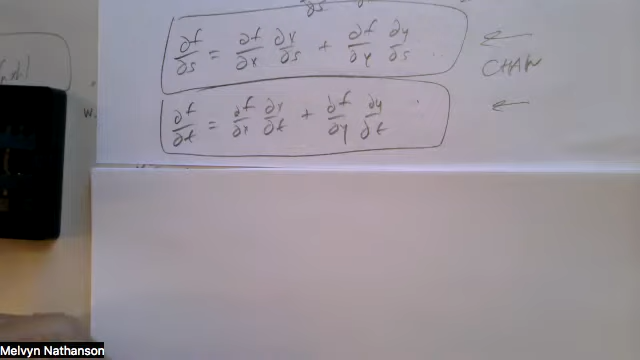 ∂f/∂s = ∂f/∂x ∂x/∂s + ∂f/∂y ∂y/∂s
CHAIN
∂f/∂t = ∂f/∂x ∂x/∂t + ∂f/∂y ∂y/∂t
w.
Melvyn Nathanson